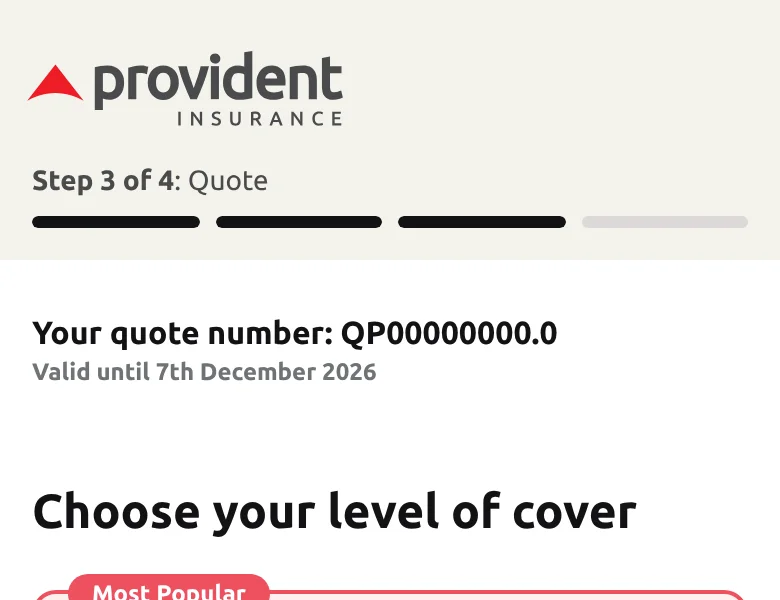 provident
INSURANCE
Step 3 of 4: Quote
Your quote number: QP00000000.0
Valid until 7th December 2026
Choose your level of cover
Most Popular